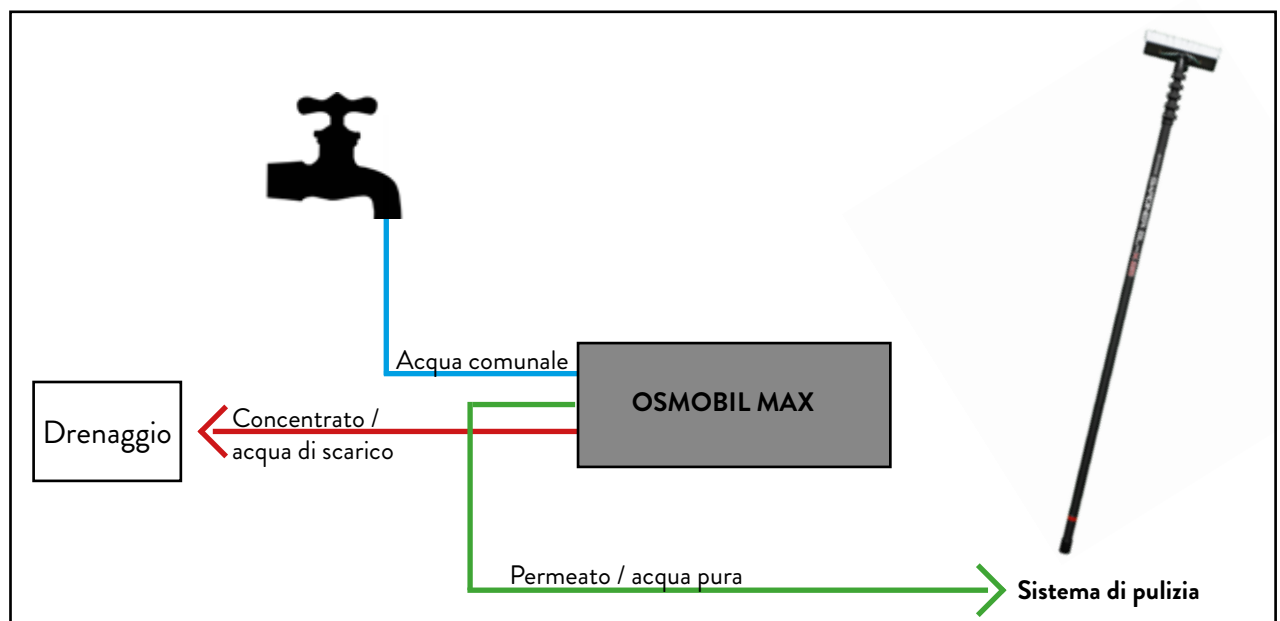 Acqua comunale
OSMOBIL MAX
Drenaggio
Concentrato /
acqua di scarico
Permeato / acqua pura
Sistema di pulizia